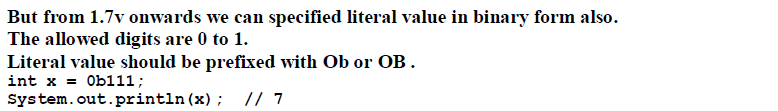 But from 1.7v onwards we can specified literal value in binary form also.
The allowed digits are 0 to 1.
Literal value should be prefixed with Ob or OB .
int x = 0b111;
System.out.println(x); // 7